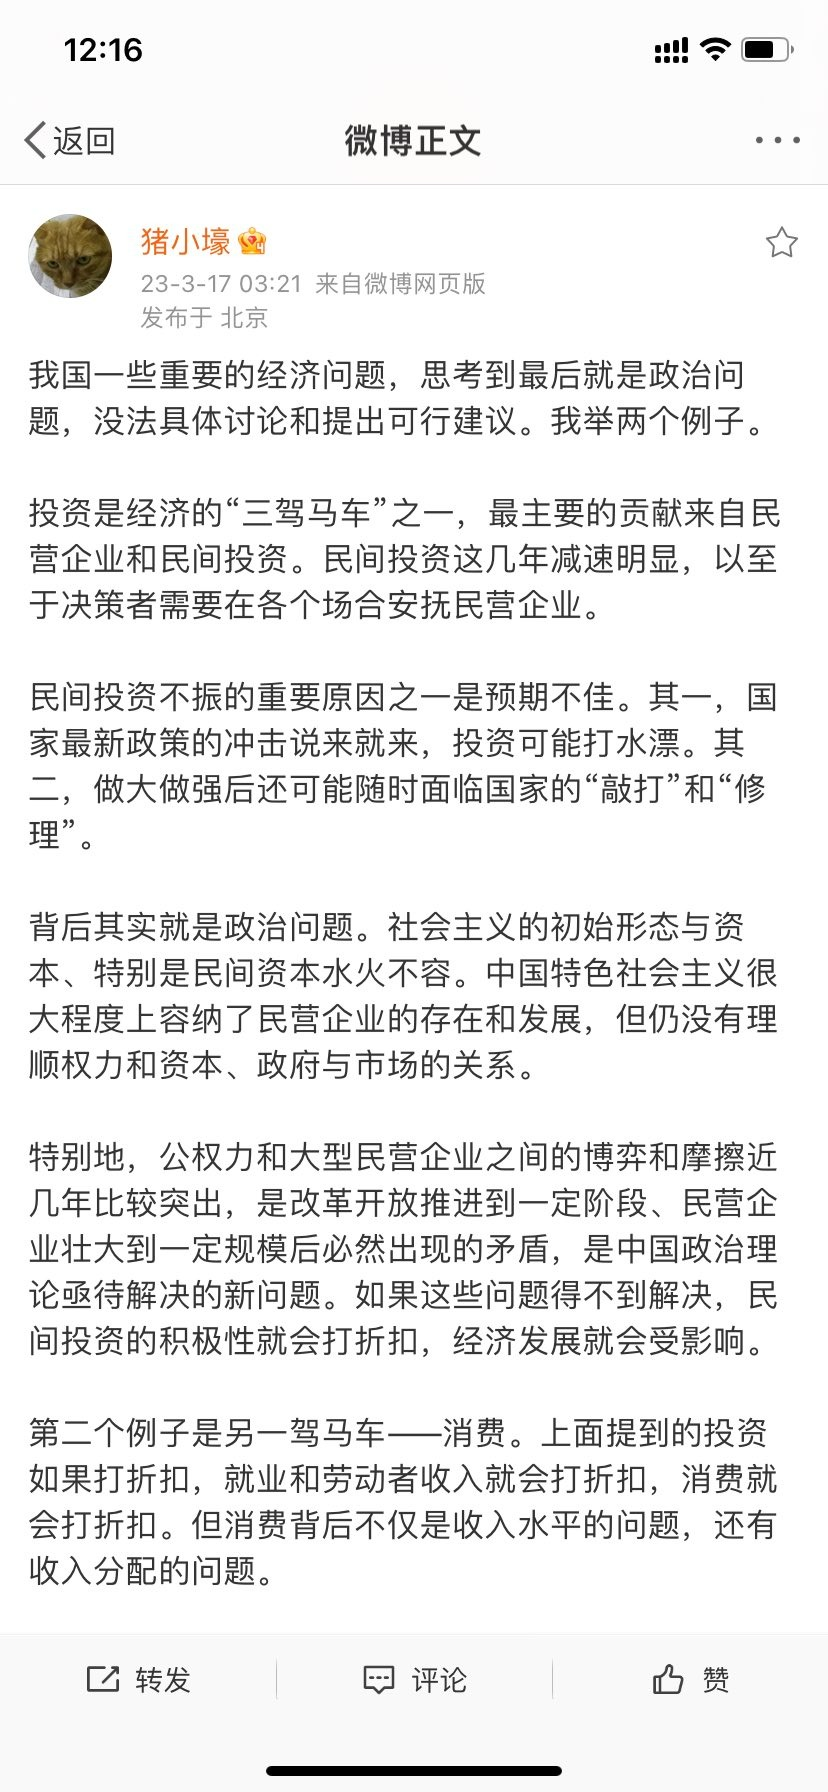 12:16
返回
微博正文
猪小壕
23-3-17 03:21 来自微博网页版
发布于 北京
我国一些重要的经济问题，思考到最后就是政治问
题，没法具体讨论和提出可行建议。我举两个例子。
投资是经济的“三驾马车”之一，最主要的贡献来自民
营企业和民间投资。民间投资这几年减速明显，以至
于决策者需要在各个场合安抚民营企业。
民间投资不振的重要原因之一是预期不佳。其一，国
家最新政策的冲击说来就来，投资可能打水漂。其
二，做大做强后还可能随时面临国家的“敲打”和“修
理”。
背后其实就是政治问题。社会主义的初始形态与资
本、特别是民间资本水火不容。中国特色社会主义很
大程度上容纳了民营企业的存在和发展，但仍没有理
顺权力和资本、政府与市场的关系。
特别地，公权力和大型民营企业之间的博弈和摩擦近
几年比较突出，是改革开放推进到一定阶段、民营企
业壮大到一定规模后必然出现的矛盾，是中国政治理
论亟待解决的新问题。如果这些问题得不到解决，民
间投资的积极性就会打折扣，经济发展就会受影响。
第二个例子是另一驾马车——消费。上面提到的投资
如果打折扣，就业和劳动者收入就会打折扣，消费就
会打折扣。但消费背后不仅是收入水平的问题，还有
收入分配的问题。
转发
评论
赞